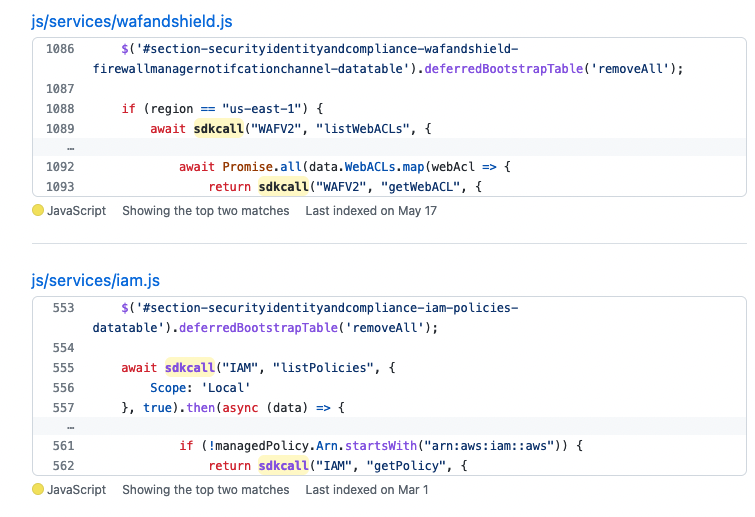 js/services/wafandshield.js
1086 $('#section-securityidentityandcompliance-wafandshield-
firewallmanagernotifcationchannel-datatable').deferredBootstrapTable('removeAll');
1087
1088 if (region == "us-east-1") {
1089 await sdkcall("WAFV2", "listWebACLs", {
…
1092 await Promise.all(data.WebACLs.map(webAcl => {
1093 return sdkcall("WAFV2", "getWebACL", {
JavaScript Showing the top two matches Last indexed on May 17
js/services/iam.js
553 $('#section-securityidentityandcompliance-iam-policies-
datatable').deferredBootstrapTable('removeAll');
554
555 await sdkcall("IAM", "listPolicies", {
556 Scope: 'Local'
557 }, true).then(async (data) => {
…
561 if (!managedPolicy.Arn.startsWith("arn:aws:iam::aws")) {
562 return sdkcall("IAM", "getPolicy", {
JavaScript Showing the top two matches Last indexed on Mar 1